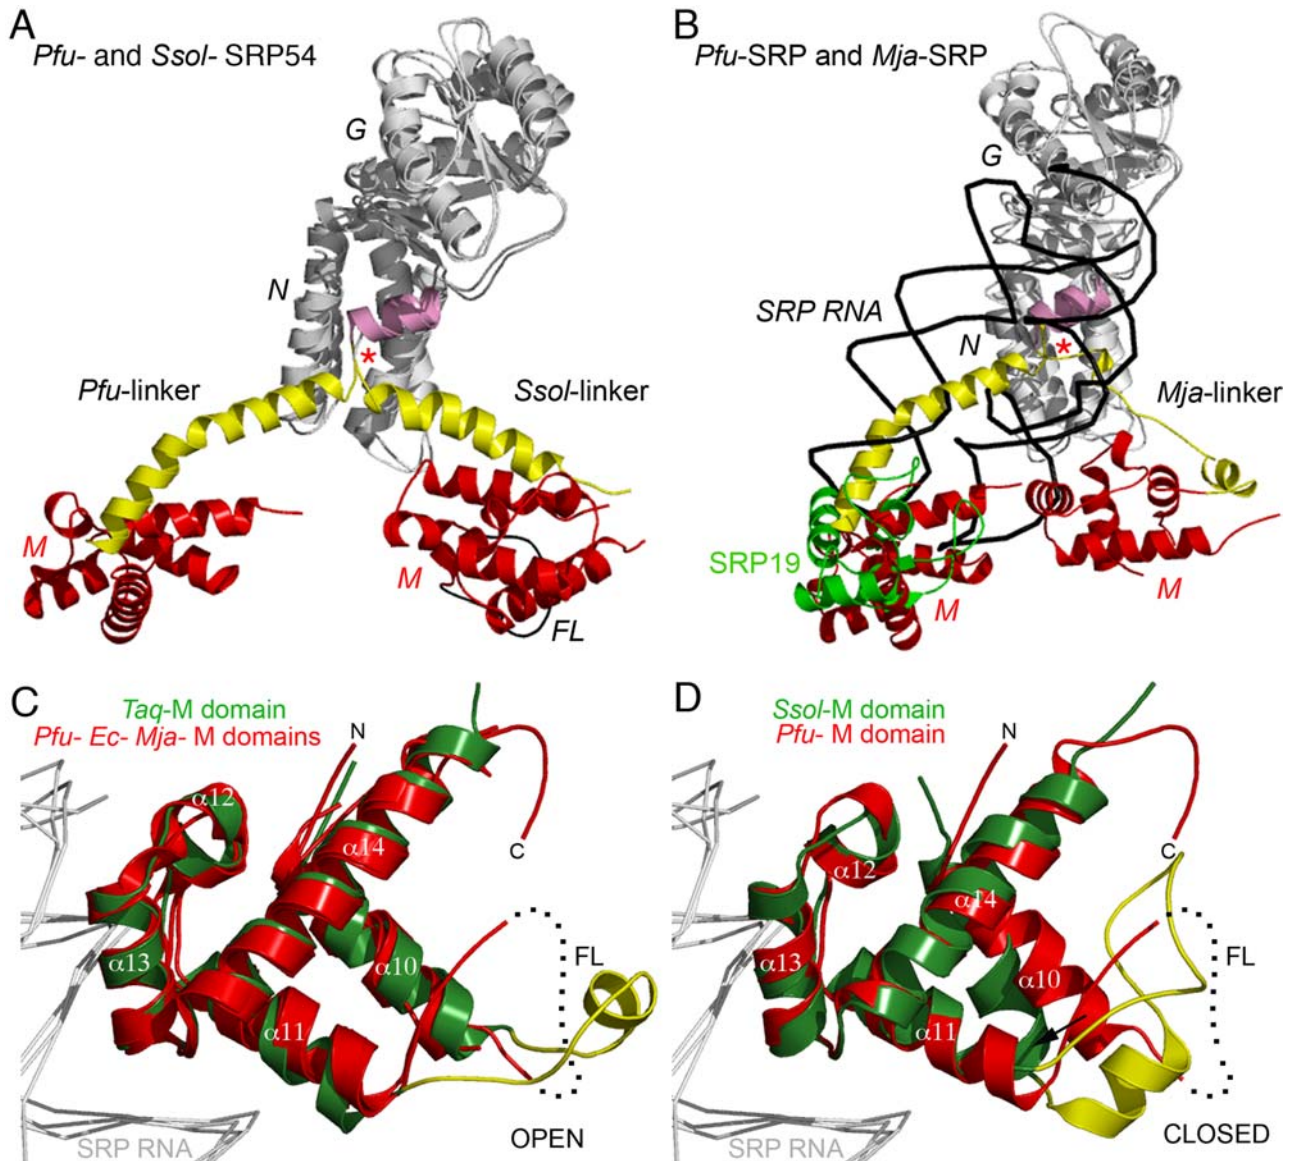 A
Pfu- and Ssol- SRP54
G
N
*
Pfu-linker
Ssol-linker
M
M
FL
B
Pfu-SRP and Mja-SRP
G
SRP RNA
N
*
Mja-linker
SRP19
M
M
C
Taq-M domain
Pfu- Ec- Mja- M domains
N
α12
α14
C
α13
α10
FL
α11
OPEN
SRP RNA
D
Ssol-M domain
Pfu- M domain
N
α12
C
α14
α13
α10
FL
α11
CLOSED
SRP RNA